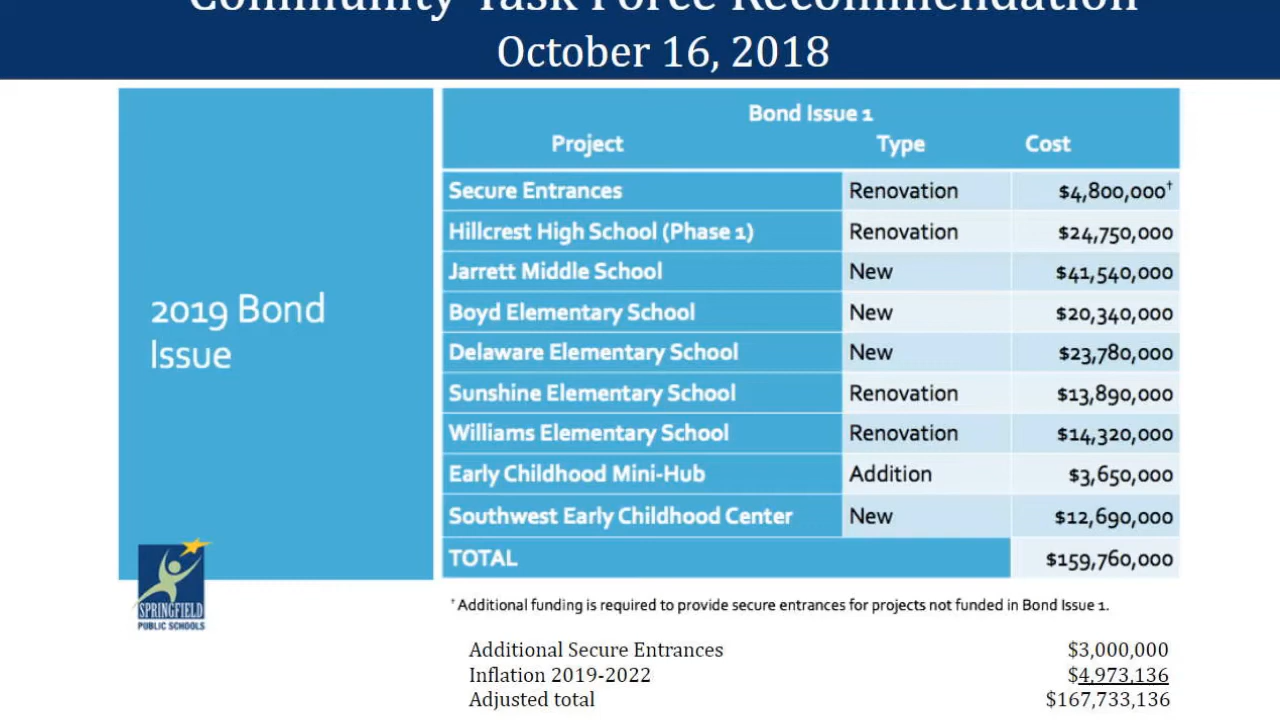 Community Task Force Recommendation
October 16, 2018
2019 Bond
Issue
Bond Issue 1
Project Type Cost
Secure Entrances Renovation $4,800,000†
Hillcrest High School (Phase 1) Renovation $24,750,000
Jarrett Middle School New $41,540,000
Boyd Elementary School New $20,340,000
Delaware Elementary School New $23,780,000
Sunshine Elementary School Renovation $13,890,000
Williams Elementary School Renovation $14,320,000
Early Childhood Mini-Hub Addition $3,650,000
Southwest Early Childhood Center New $12,690,000
TOTAL $159,760,000
SPRINGFIELD
PUBLIC SCHOOLS
† Additional funding is required to provide secure entrances for projects not funded in Bond Issue 1.
Additional Secure Entrances $3,000,000
Inflation 2019-2022 $4,973,136
Adjusted total $167,733,136